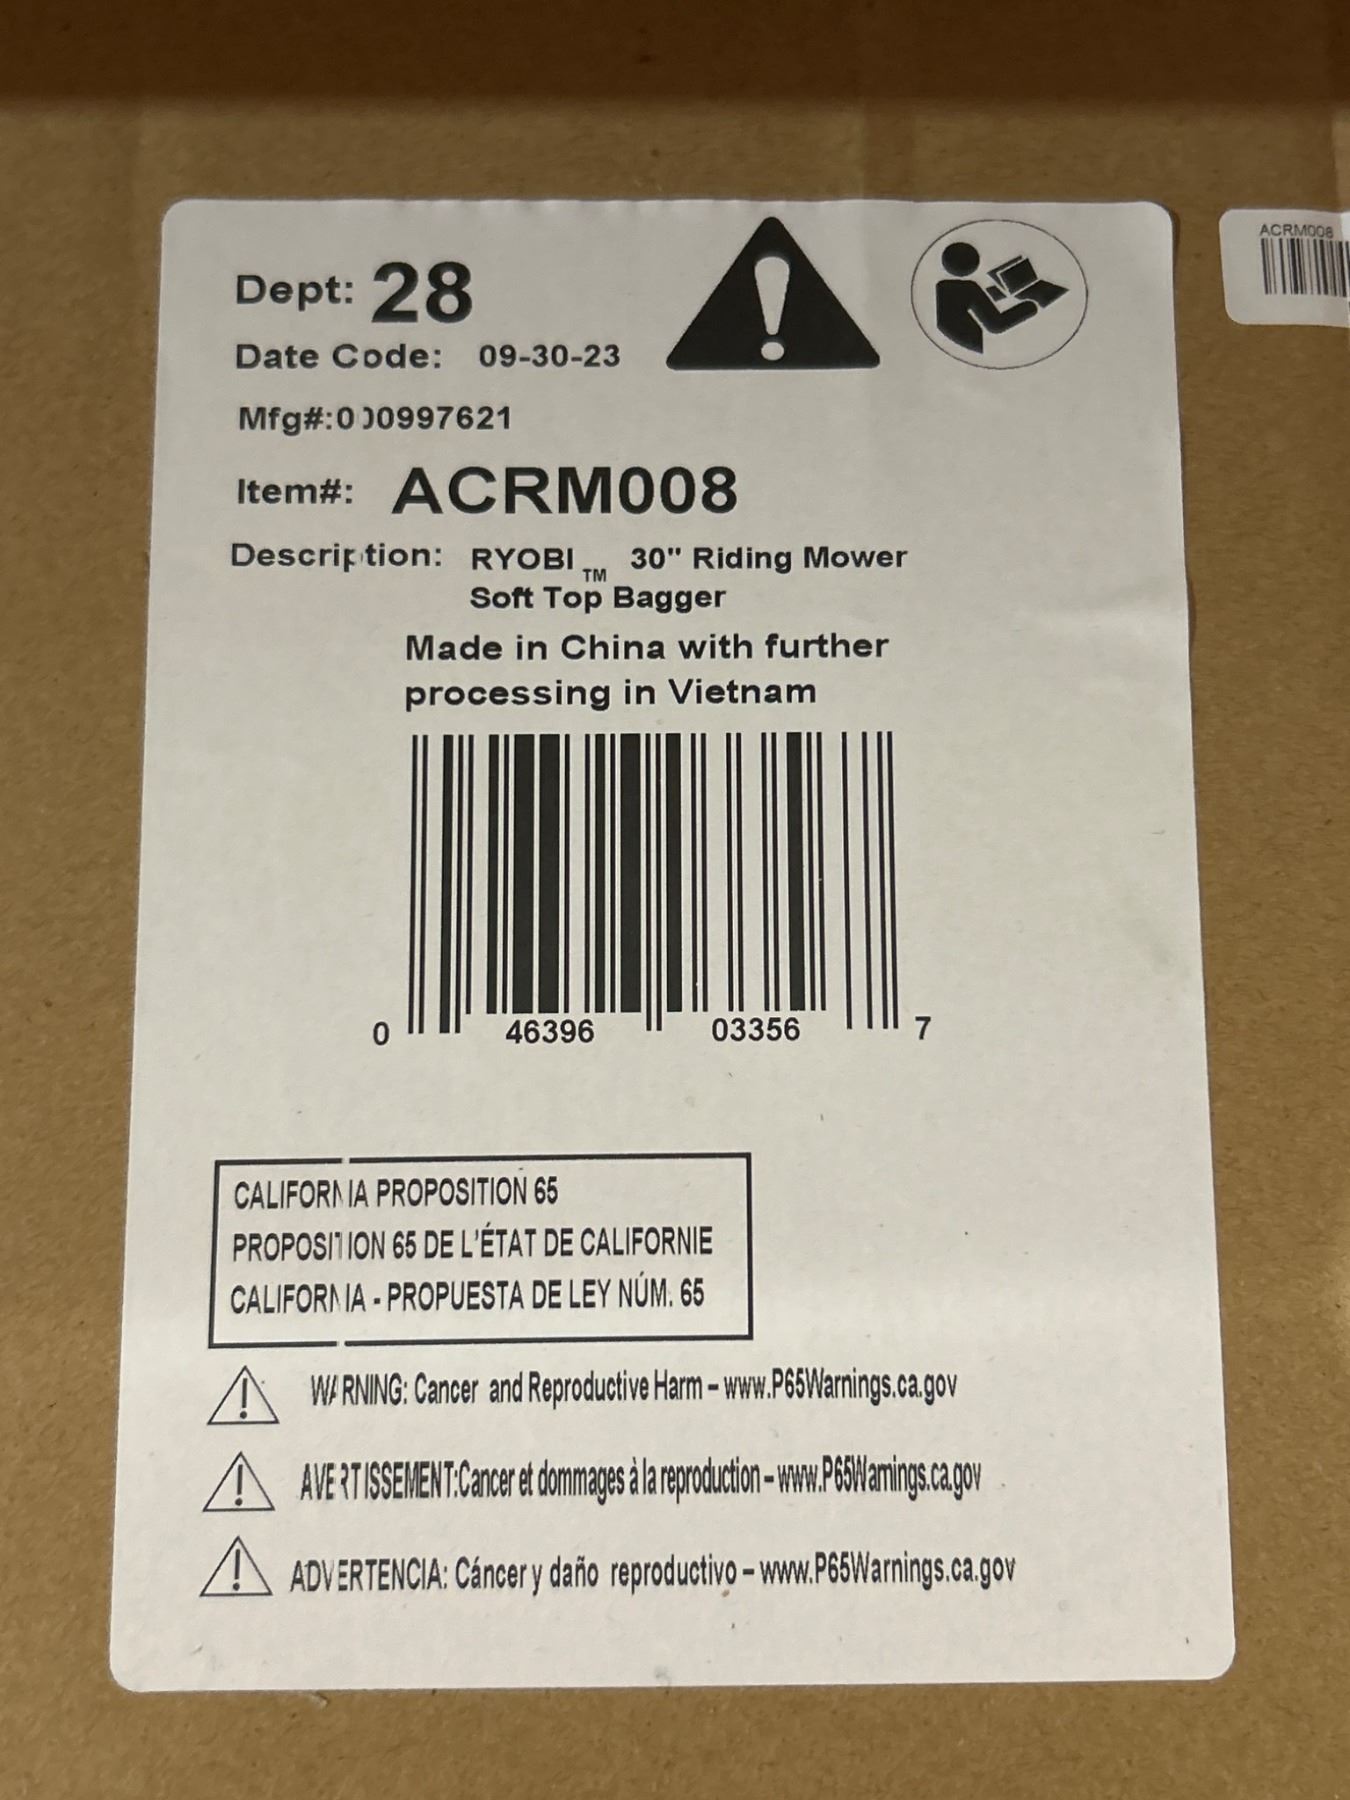 Dept: 28
Date Code: 09-30-23
Mfg#:000997621
Item#: ACRM008
Description: RYOBI™ 30" Riding Mower
Soft Top Bagger
Made in China with further
processing in Vietnam
0 46396 03356 7
CALIFORNIA PROPOSITION 65
PROPOSITION 65 DE L'ÉTAT DE CALIFORNIE
CALIFORNIA - PROPUESTA DE LEY NÚM. 65
WARNING: Cancer and Reproductive Harm – www.P65Warnings.ca.gov
AVERTISSEMENT:Cancer et dommages à la reproduction – www.P65Warnings.ca.gov
ADVERTENCIA: Cáncer y daño reproductivo – www.P65Warnings.ca.gov
ACRM008